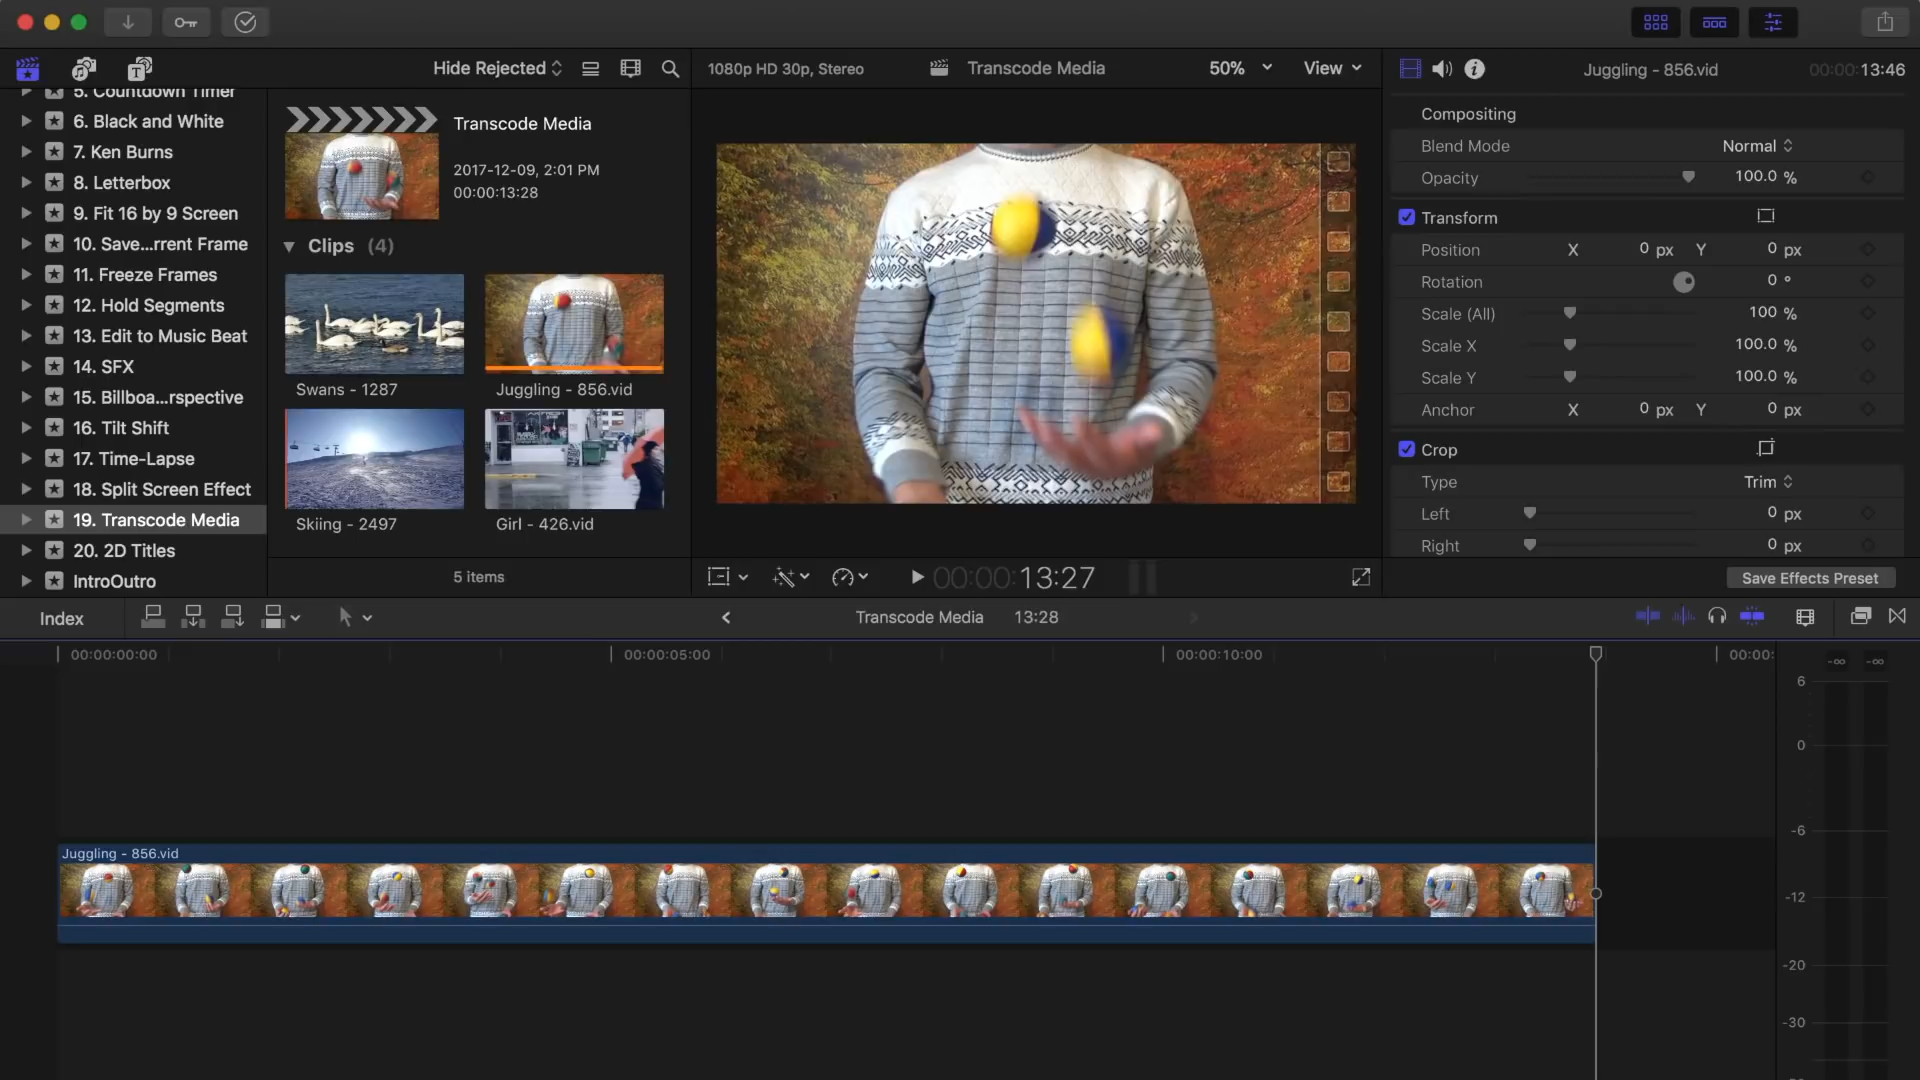 Hide Rejected
1080p HD 30p, Stereo
Transcode Media
50%
View
Juggling - 856.vid
00:00:13:46
5. Countdown Timer
6. Black and White
7. Ken Burns
8. Letterbox
9. Fit 16 by 9 Screen
10. Save...rrent Frame
11. Freeze Frames
12. Hold Segments
13. Edit to Music Beat
14. SFX
15. Billboa...rspective
16. Tilt Shift
17. Time-Lapse
18. Split Screen Effect
19. Transcode Media
20. 2D Titles
IntroOutro
Transcode Media
2017-12-09, 2:01 PM
00:00:13:28
Clips (4)
Swans - 1287
Juggling - 856.vid
Skiing - 2497
Girl - 426.vid
5 items
00:00:13:27
Compositing
Blend Mode Normal
Opacity 100.0 %
Transform
Position X 0 px Y 0 px
Rotation 0 °
Scale (All) 100 %
Scale X 100.0 %
Scale Y 100.0 %
Anchor X 0 px Y 0 px
Crop
Type Trim
Left 0 px
Right 0 px
Save Effects Preset
Index
Transcode Media 13:28
00:00:00:00
00:00:05:00
00:00:10:00
00:00:
-∞ -∞
6
0
-6
-12
-20
-30
Juggling - 856.vid